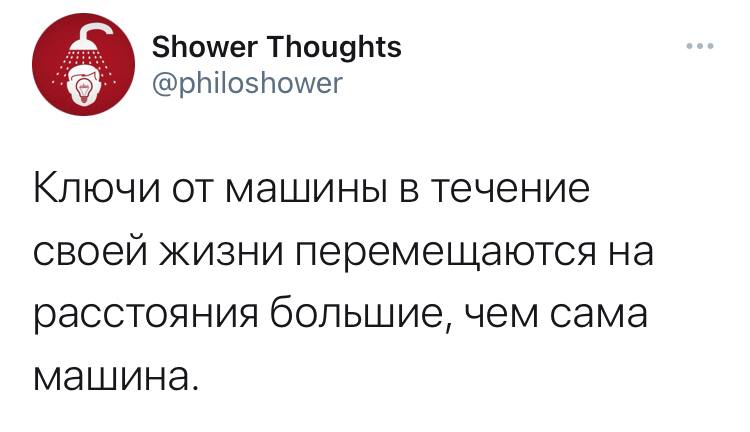 Shower Thoughts
@philoshower
Ключи от машины в течение
своей жизни перемещаются на
расстояния большие, чем сама
машина.